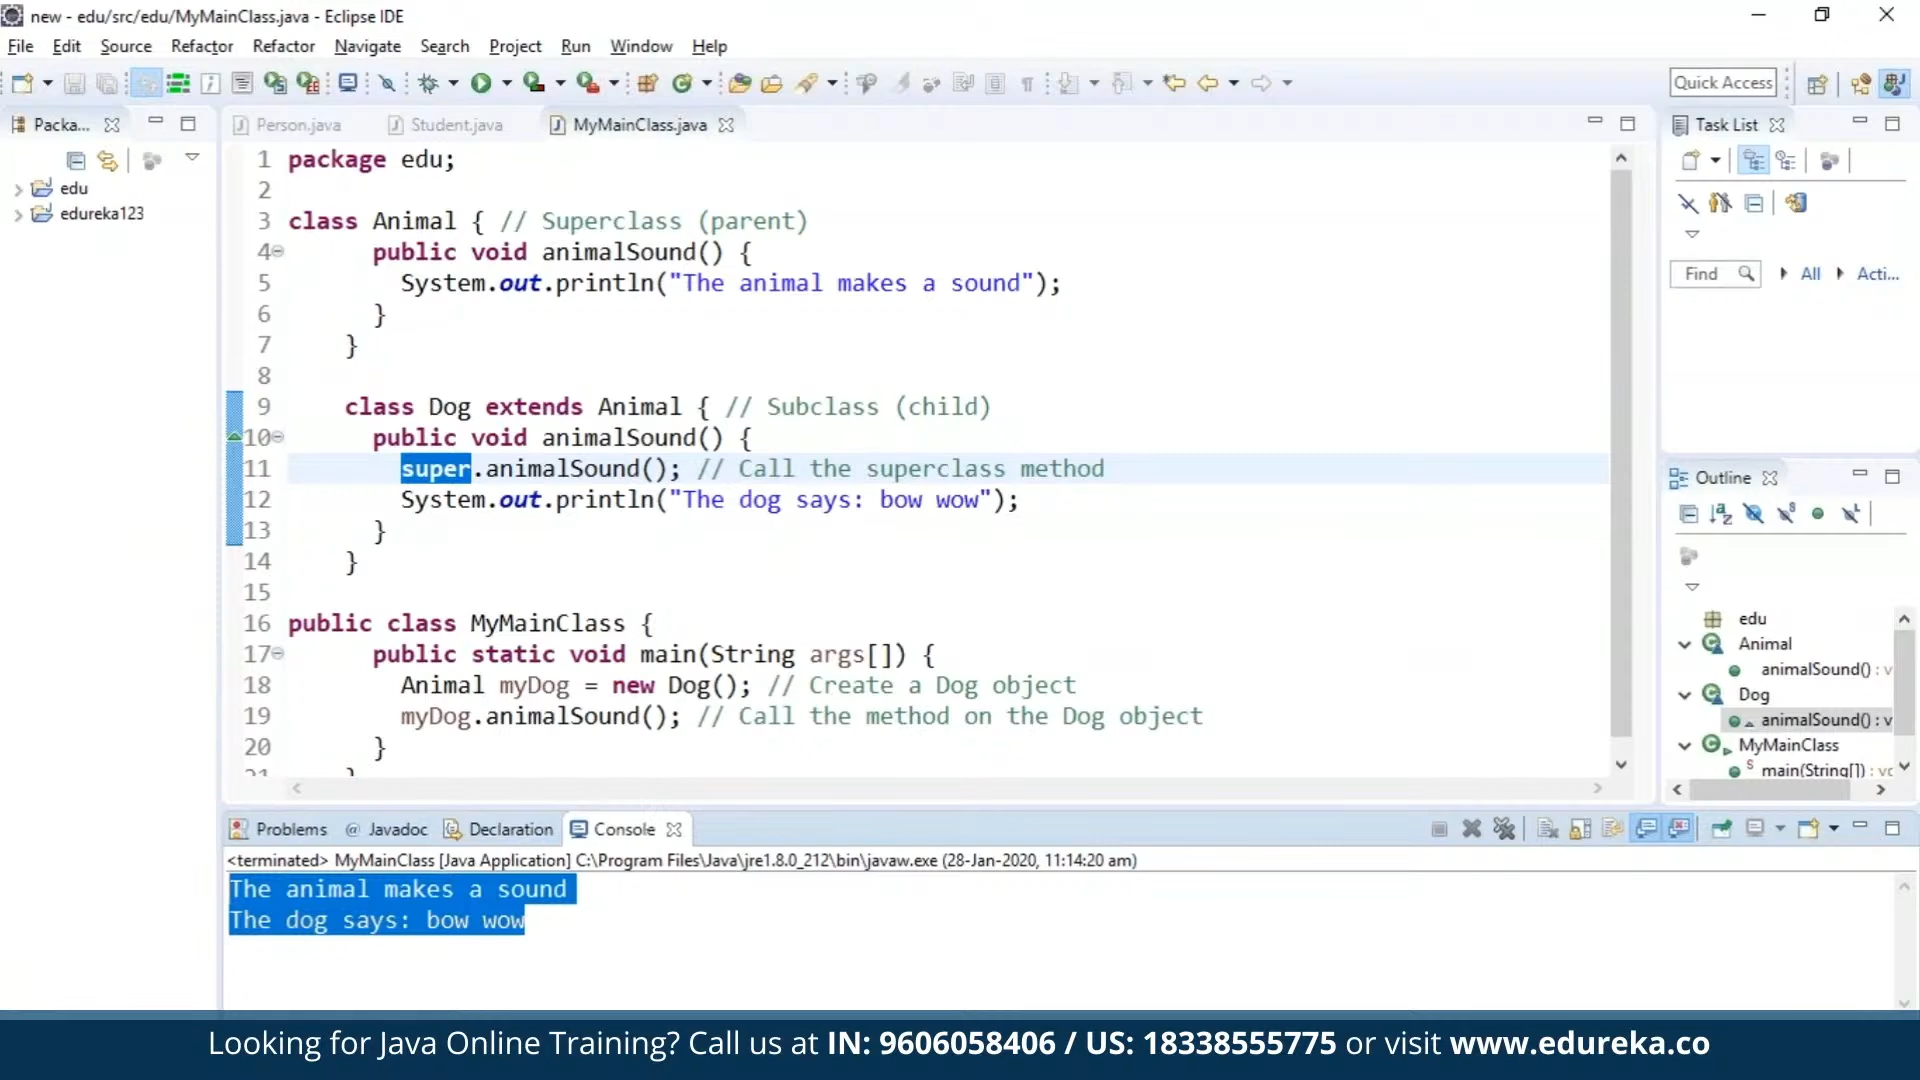 new - edu/src/edu/MyMainClass.java - Eclipse IDE
File Edit Source Refactor Refactor Navigate Search Project Run Window Help
Quick Access
Packa...
edu
edureka123
Person.java Student.java MyMainClass.java
1 package edu;
2
3 class Animal { // Superclass (parent)
4 public void animalSound() {
5 System.out.println("The animal makes a sound");
6 }
7 }
8
9 class Dog extends Animal { // Subclass (child)
10 public void animalSound() {
11 super.animalSound(); // Call the superclass method
12 System.out.println("The dog says: bow wow");
13 }
14 }
15
16 public class MyMainClass {
17 public static void main(String args[]) {
18 Animal myDog = new Dog(); // Create a Dog object
19 myDog.animalSound(); // Call the method on the Dog object
20 }
21 }
Task List
Find All Acti...
Outline
edu
Animal
animalSound() : v
Dog
animalSound() : v
MyMainClass
main(String[]) : vc
Problems @ Javadoc Declaration Console
<terminated> MyMainClass [Java Application] C:\Program Files\Java\jre1.8.0_212\bin\javaw.exe (28-Jan-2020, 11:14:20 am)
The animal makes a sound
The dog says: bow wow
Looking for Java Online Training? Call us at IN: 9606058406 / US: 18338555775 or visit www.edureka.co